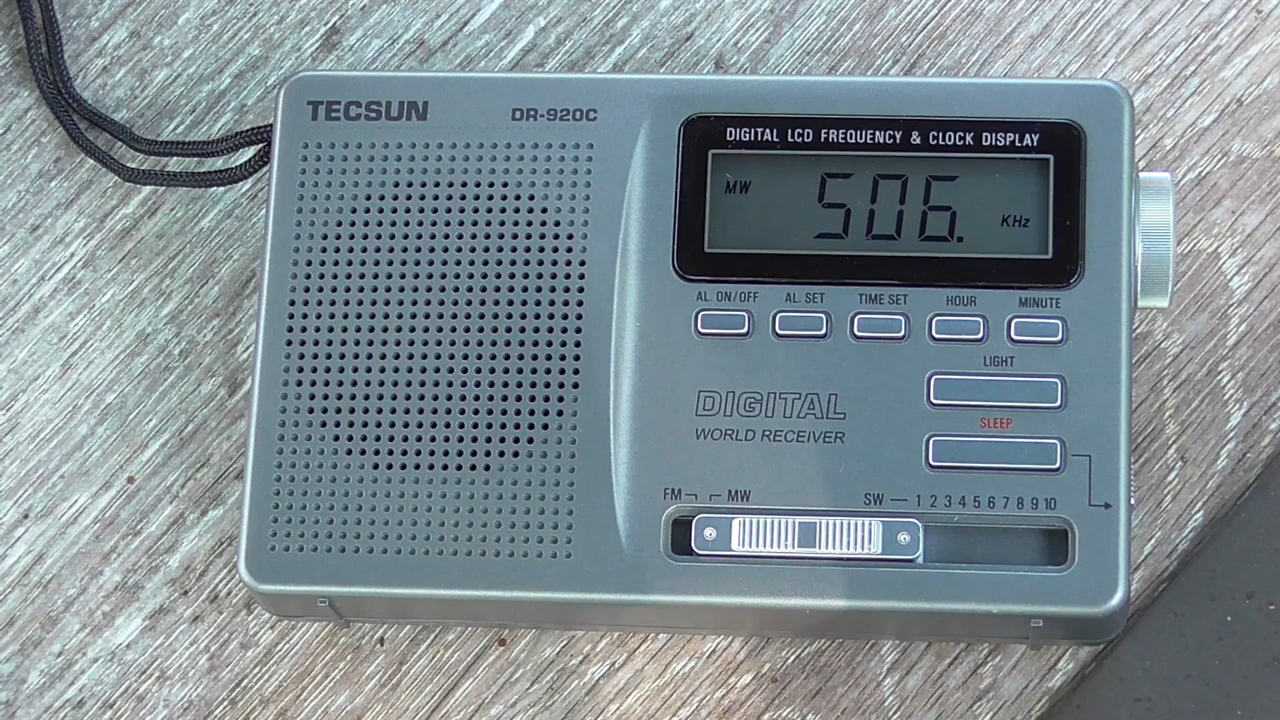 TECSUN DR-920C
DIGITAL LCD FREQUENCY & CLOCK DISPLAY
MW 506. KHz
AL. ON/OFF AL. SET TIME SET HOUR MINUTE
LIGHT
DIGITAL
SLEEP
WORLD RECEIVER
FM MW SW 1 2 3 4 5 6 7 8 9 10